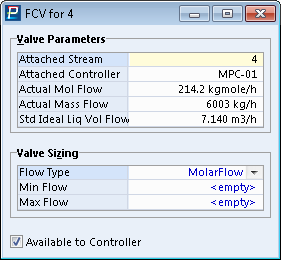 FCV for 4
Valve Parameters
Attached Stream 4
Attached Controller MPC-01
Actual Mol Flow 214.2 kgmole/h
Actual Mass Flow 6003 kg/h
Std Ideal Liq Vol Flow 7.140 m3/h
Valve Sizing
Flow Type MolarFlow
Min Flow <empty>
Max Flow <empty>
Available to Controller